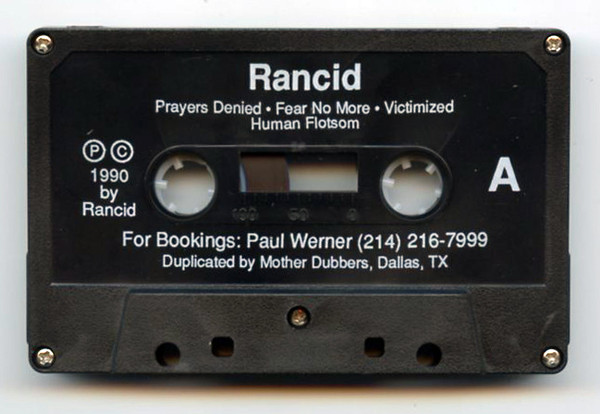 Rancid
Prayers Denied • Fear No More • Victimized
Human Flotsom
Ⓟ Ⓒ
1990
by
Rancid
A
100 50 0
For Bookings: Paul Werner (214) 216-7999
Duplicated by Mother Dubbers, Dallas, TX